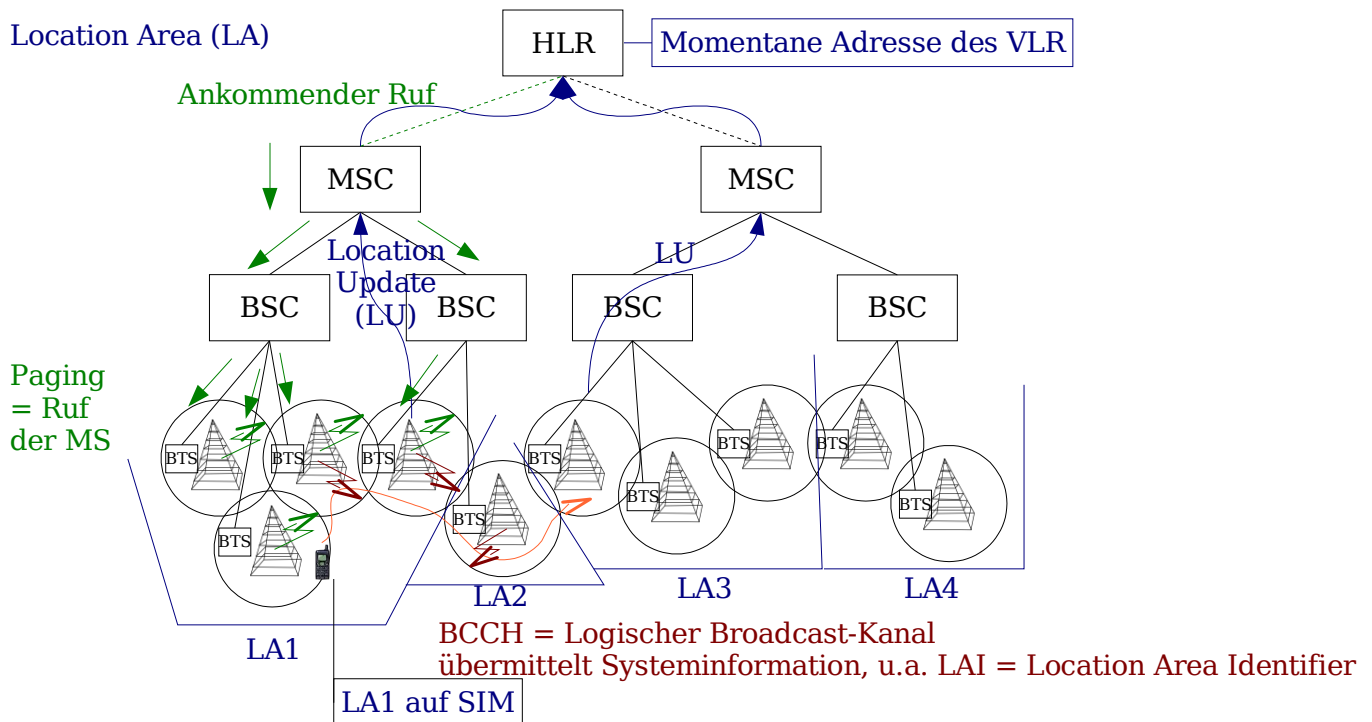 Location Area (LA)
HLR
Momentane Adresse des VLR
Ankommender Ruf
MSC
MSC
Location
Update
(LU)
LU
BSC
BSC
BSC
BSC
Paging
= Ruf
der MS
BTS
BTS
BTS
BTS
BTS
BTS
BTS
BTS
BTS
BTS
LA1
LA2
LA3
LA4
BCCH = Logischer Broadcast-Kanal
übermittelt Systeminformation, u.a. LAI = Location Area Identifier
LA1 auf SIM